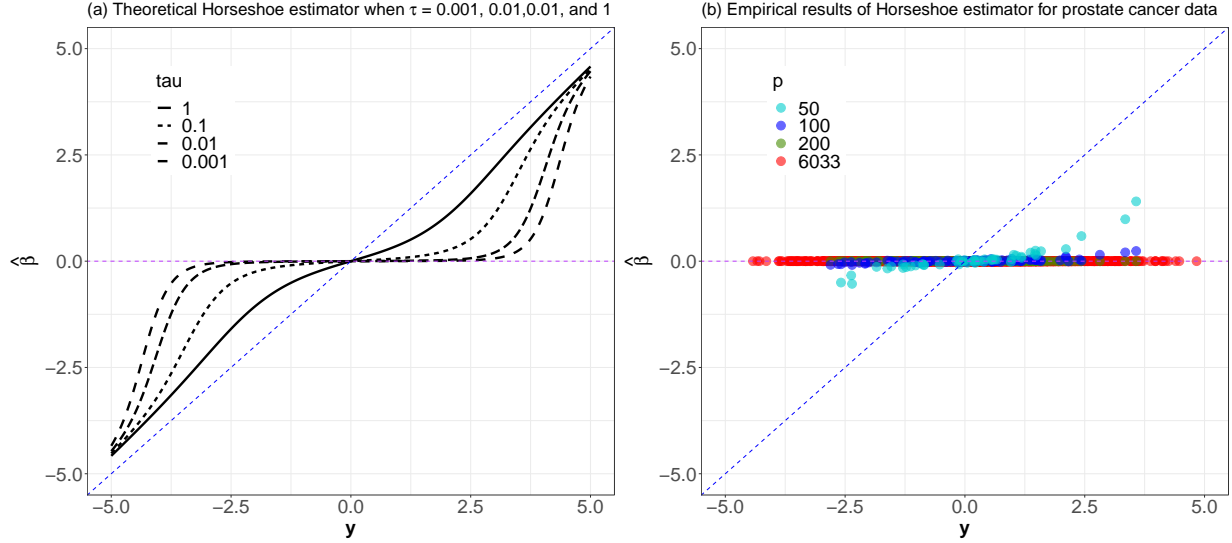 (a) Theoretical Horseshoe estimator when τ = 0.001, 0.01,0.01, and 1
5.0
2.5
0.0
−2.5
−5.0
β̂
tau
1
0.1
0.01
0.001
−5.0 −2.5 0.0 2.5 5.0
y
(b) Empirical results of Horseshoe estimator for prostate cancer data
5.0
2.5
0.0
−2.5
−5.0
β̂
p
50
100
200
6033
−5.0 −2.5 0.0 2.5 5.0
y